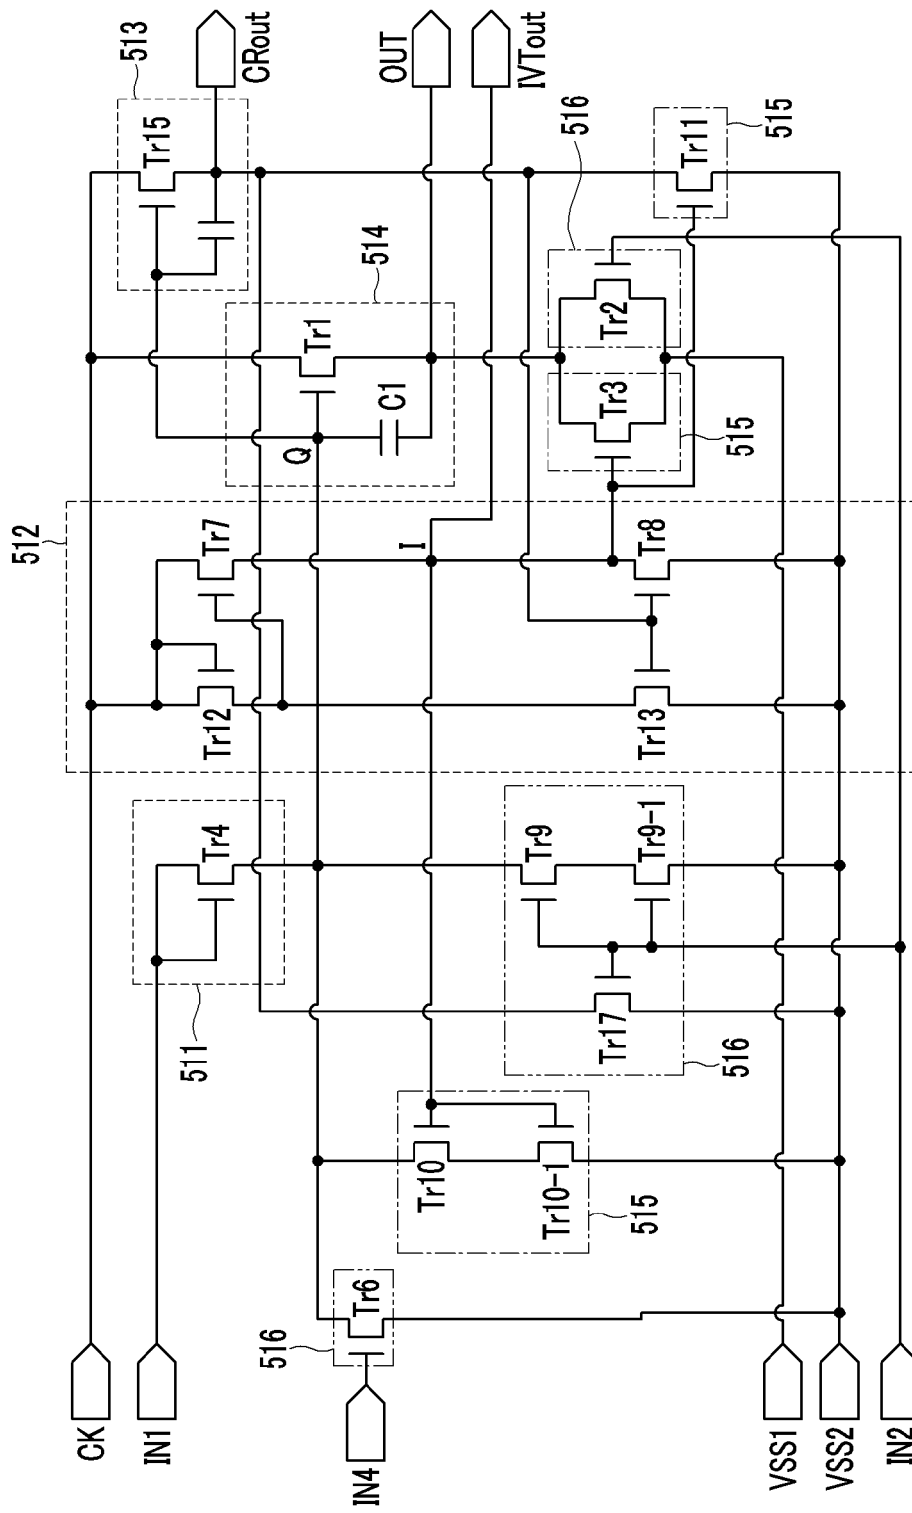 CK
IN1
IN4
VSS1
VSS2
IN2
516
Tr6
Tr10
Tr10-1
515
511
Tr4
Tr17
Tr9
Tr9-1
516
512
Tr12
Tr7
I
Tr13
Tr8
514
Q
Tr1
C1
Tr3
515
Tr2
516
513
Tr15
Tr11
515
CRout
OUT
IVTout